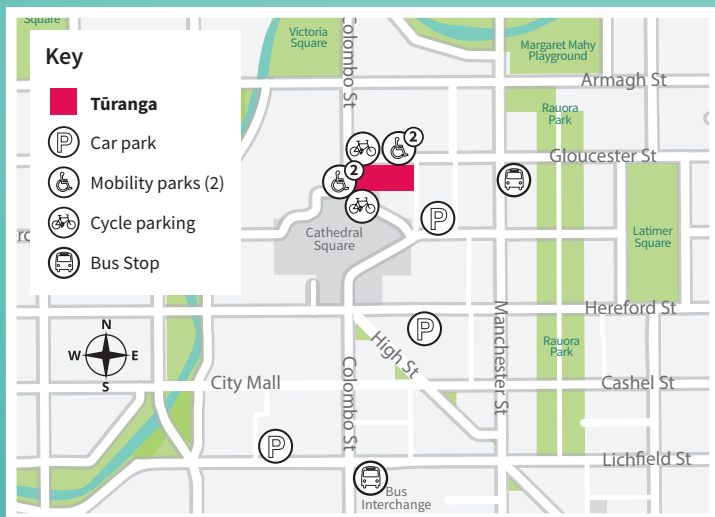 Square
Key
Tūranga
Car park
Mobility parks (2)
Cycle parking
Bus Stop
Victoria
Square
Colombo St
Margaret Mahy
Playground
Armagh St
Rauora
Park
2
Gloucester St
2
Cathedral
Square
P
Latimer
Square
Hereford St
Manchester St
P
High St
Rauora
Park
N
W E
S
City Mall
Colombo St
Cashel St
P
Lichfield St
Bus
Interchange
P